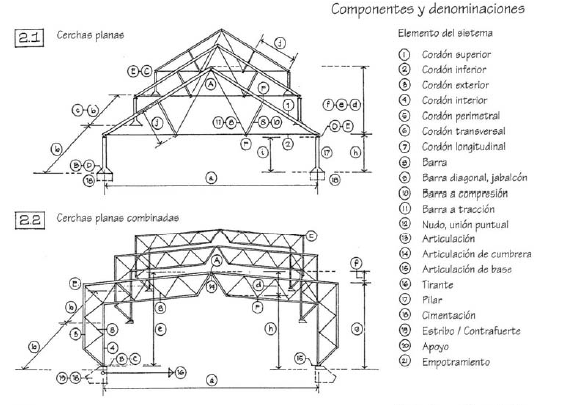 Componentes y denominaciones
2.1 Cerchas planas
Elemento del sistema
1 Cordón superior
2 Cordón inferior
3 Cordón exterior
4 Cordón interior
5 Cordón perimetral
6 Cordón transversal
7 Cordón longitudinal
8 Barra
9 Barra diagonal, jabalcón
10 Barra a compresión
11 Barra a tracción
12 Nudo, unión puntual
13 Articulación
14 Articulación de cumbrera
15 Articulación de base
16 Tirante
17 Pilar
18 Cimentación
19 Estribo / Contrafuerte
20 Apoyo
21 Empotramiento
2.2 Cerchas planas combinadas